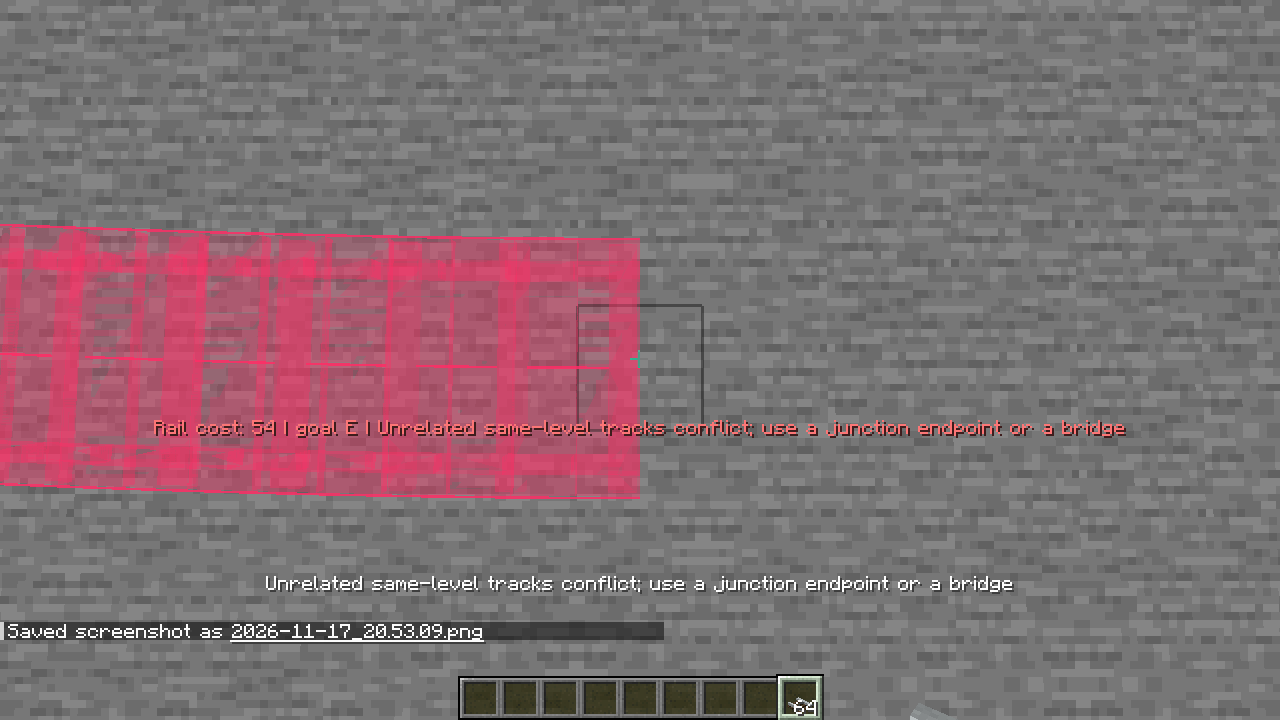 Rail cost: 54 | goal E | Unrelated same-level tracks conflict; use a junction endpoint or a bridge
Unrelated same-level tracks conflict; use a junction endpoint or a bridge
Saved screenshot as 2026-11-17_20.53.09.png
64